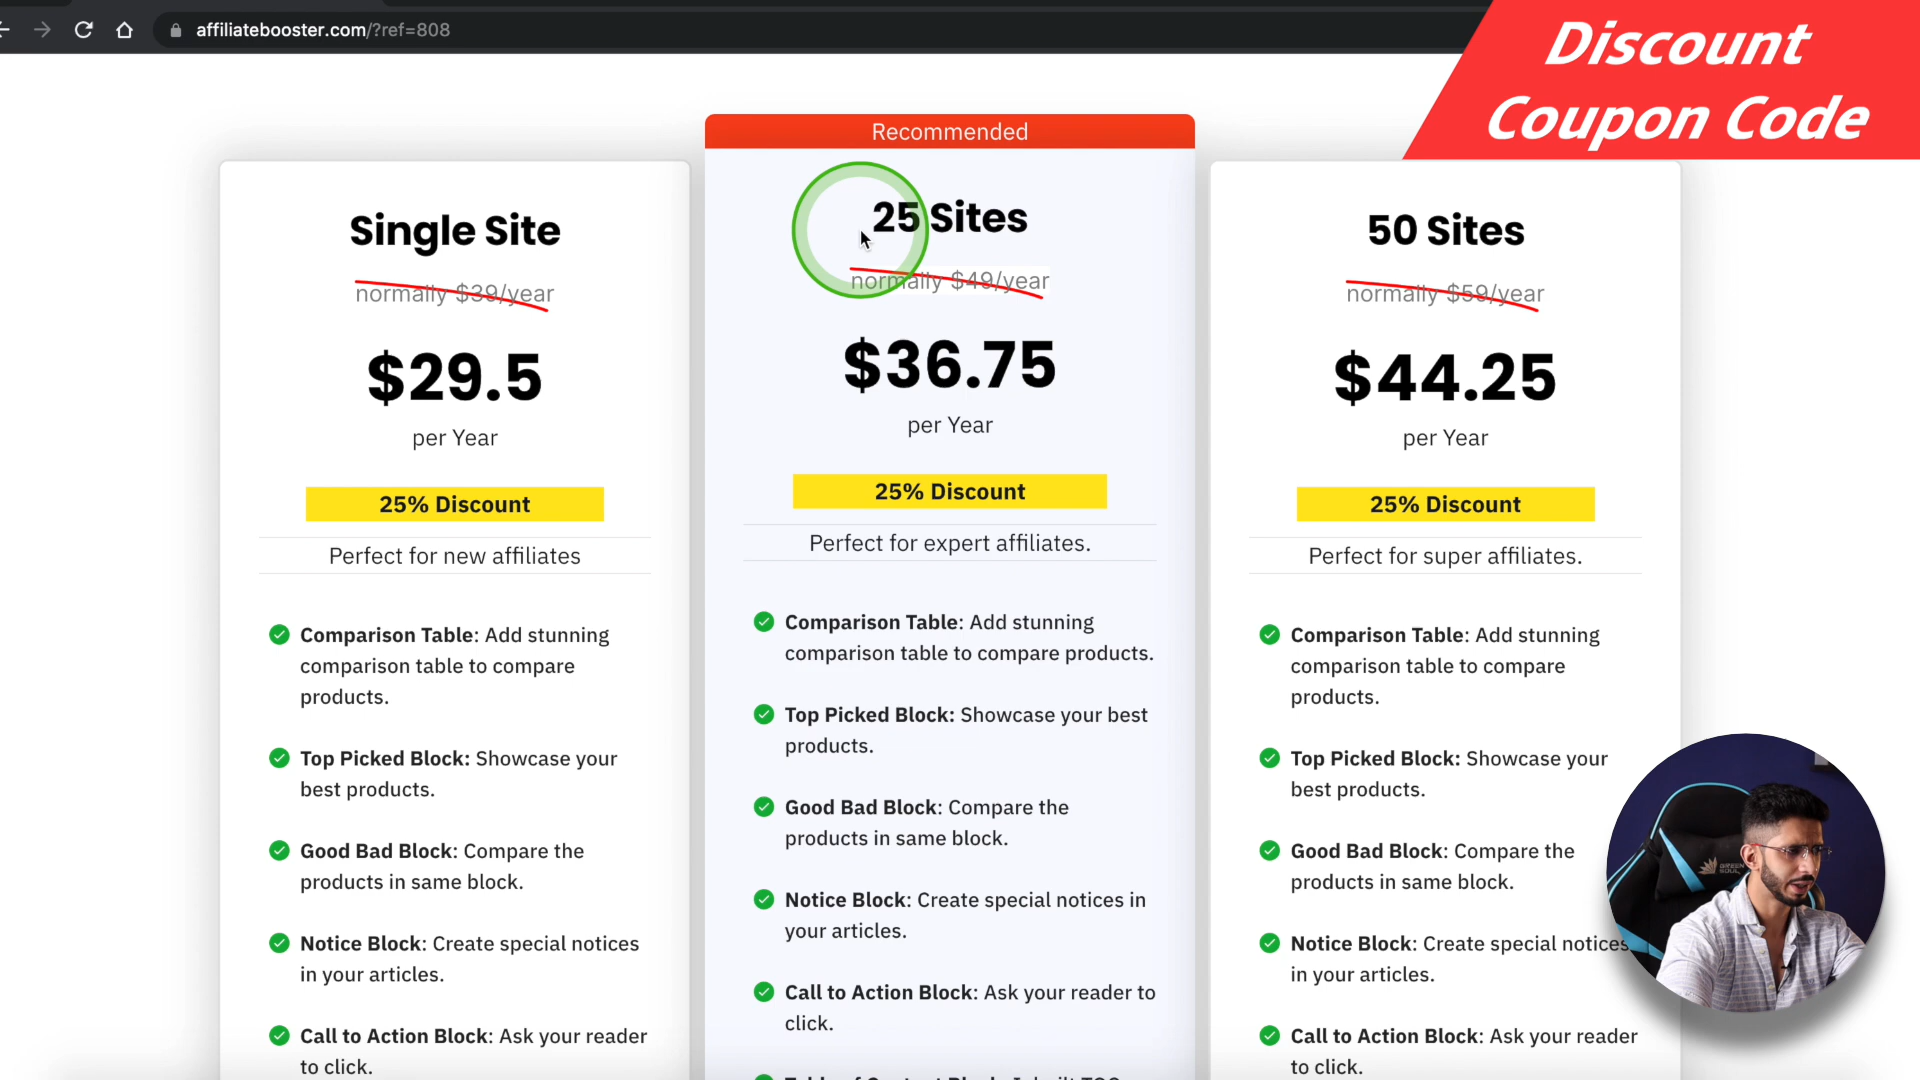 affiliatebooster.com/?ref=808
Discount
Coupon Code
Recommended
Single Site
normally $39/year
$29.5
per Year
25% Discount
Perfect for new affiliates
Comparison Table: Add stunning
comparison table to compare
products.
Top Picked Block: Showcase your
best products.
Good Bad Block: Compare the
products in same block.
Notice Block: Create special notices
in your articles.
Call to Action Block: Ask your reader
to click.
25 Sites
normally $49/year
$36.75
per Year
25% Discount
Perfect for expert affiliates.
Comparison Table: Add stunning
comparison table to compare products.
Top Picked Block: Showcase your best
products.
Good Bad Block: Compare the
products in same block.
Notice Block: Create special notices in
your articles.
Call to Action Block: Ask your reader to
click.
50 Sites
normally $59/year
$44.25
per Year
25% Discount
Perfect for super affiliates.
Comparison Table: Add stunning
comparison table to compare
products.
Top Picked Block: Showcase your
best products.
Good Bad Block: Compare the
products in same block.
Notice Block: Create special notices
in your articles.
Call to Action Block: Ask your reader
to click.
GREEN
SOUL